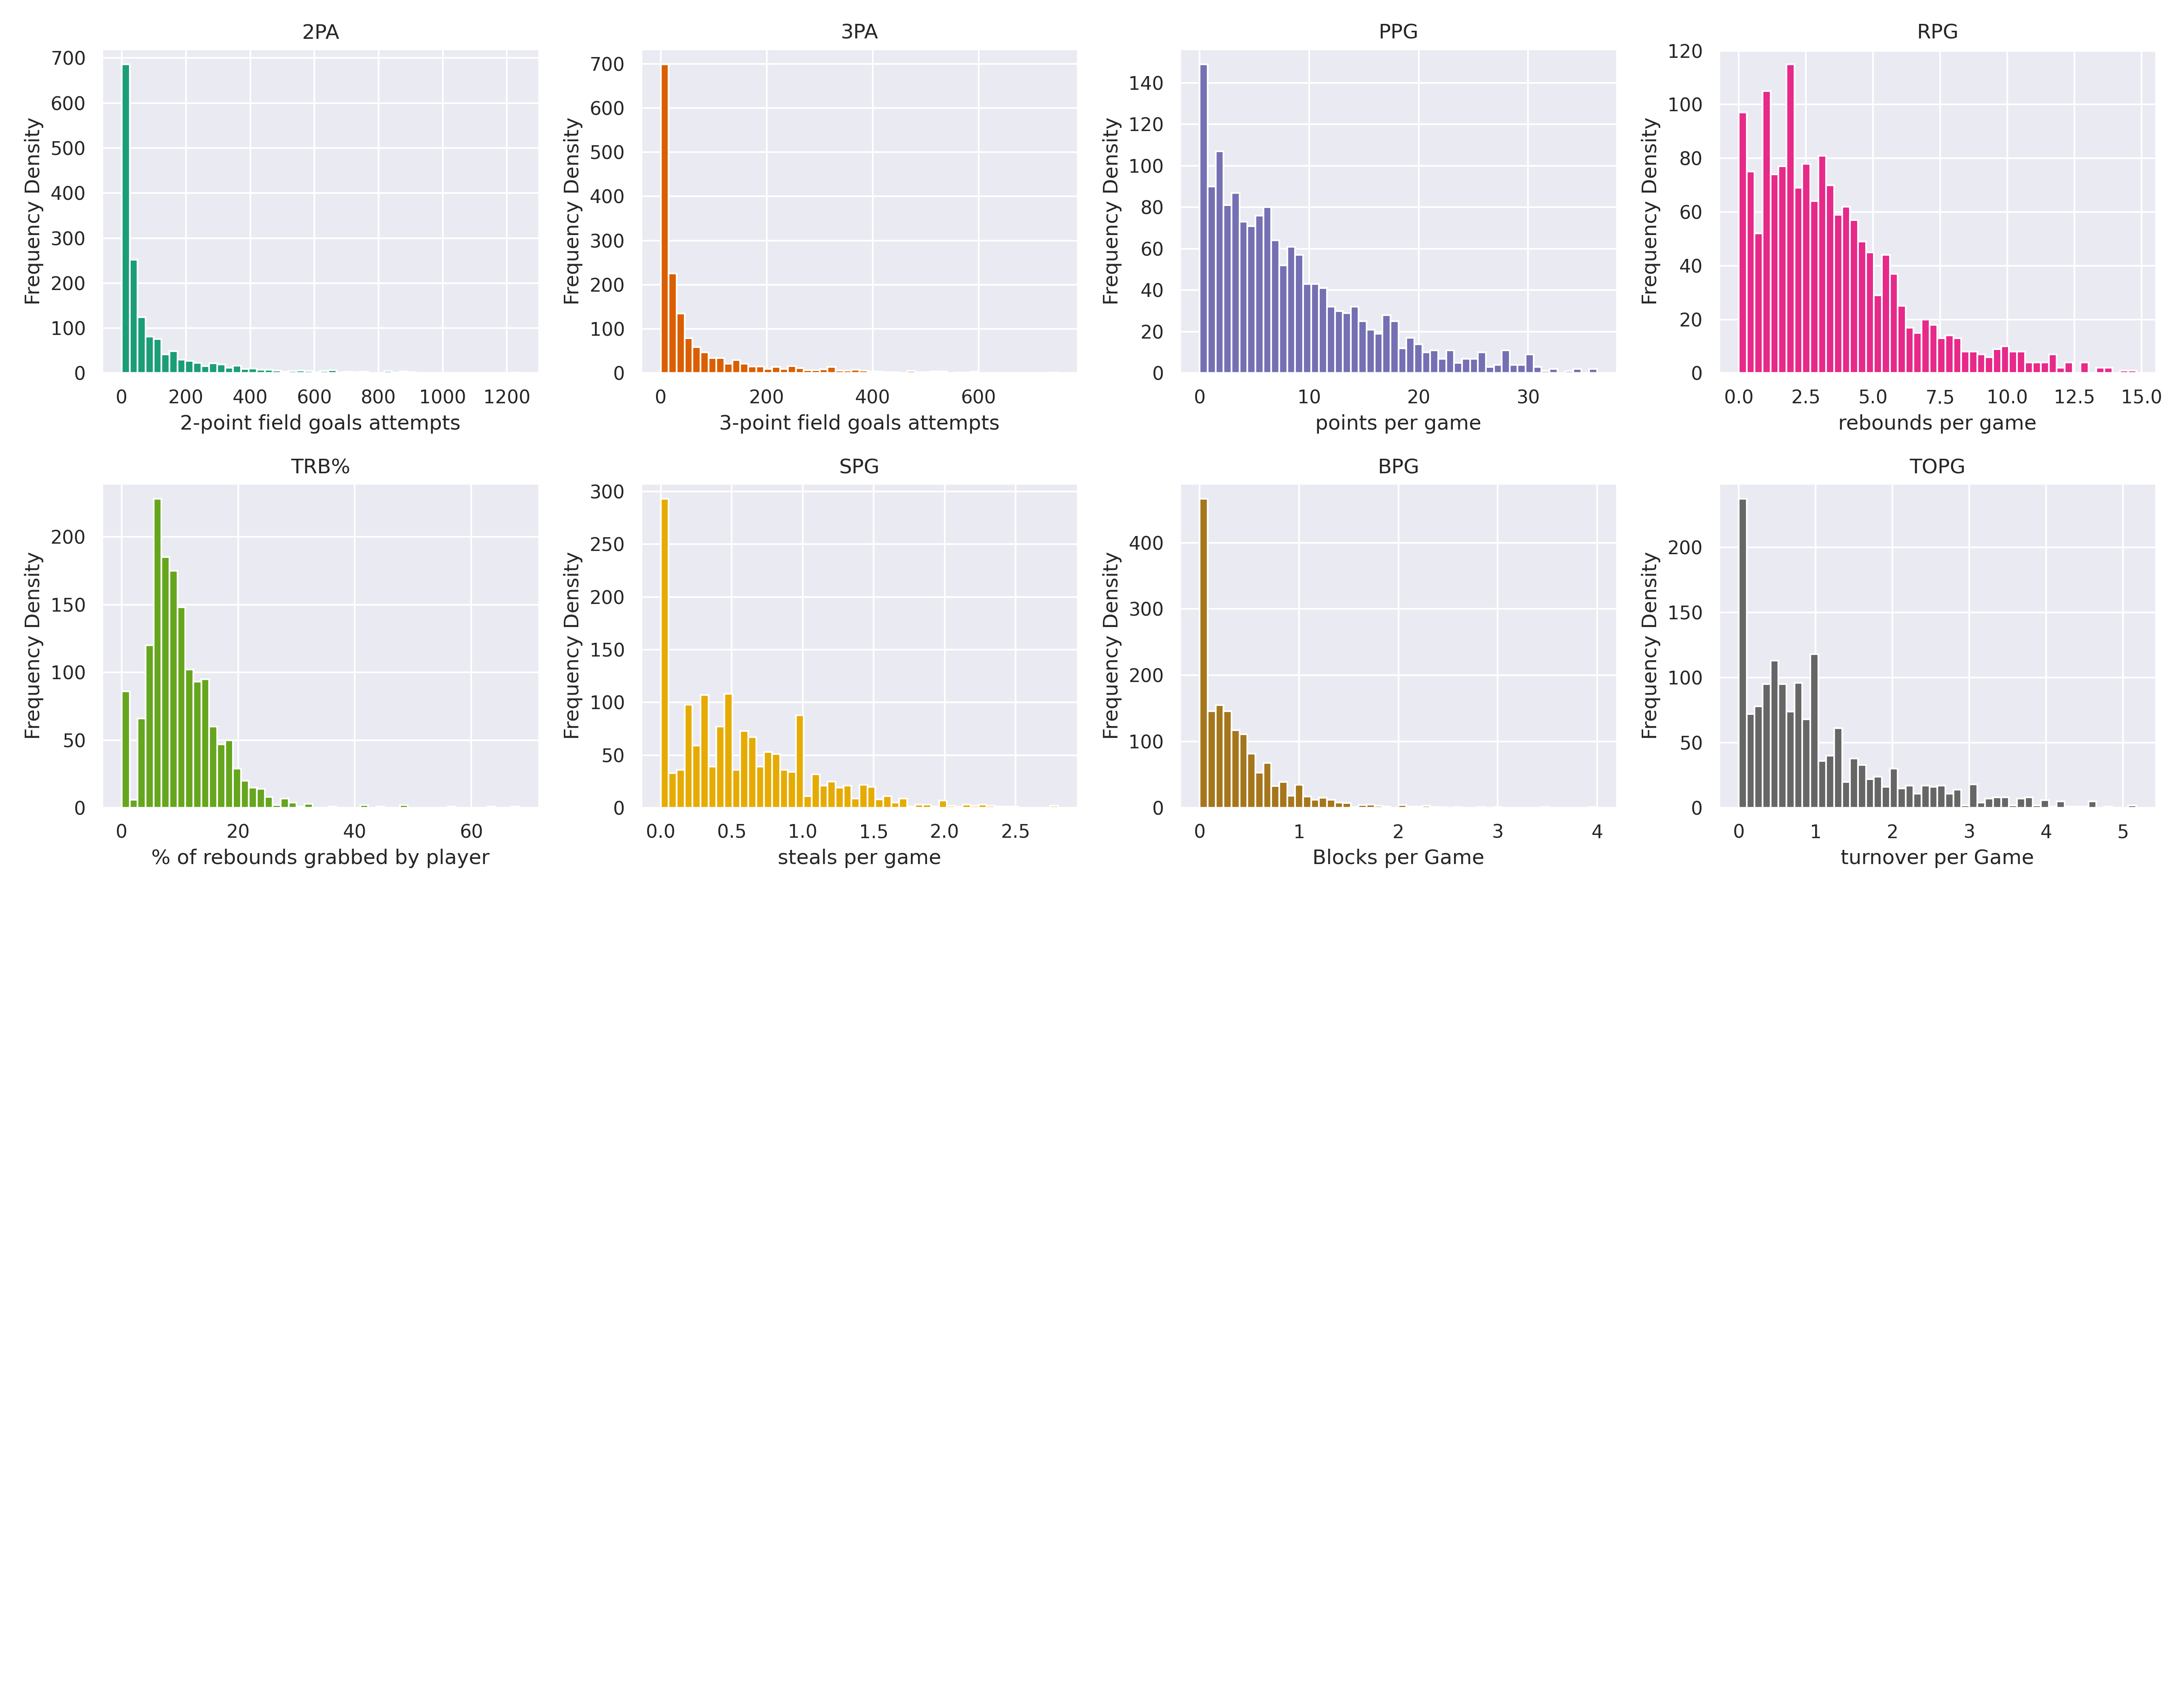 2PA
700
600
500
400
300
200
100
0
Frequency Density
0 200 400 600 800 1000 1200
2-point field goals attempts
3PA
700
600
500
400
300
200
100
0
Frequency Density
0 200 400 600
3-point field goals attempts
PPG
140
120
100
80
60
40
20
0
Frequency Density
0 10 20 30
points per game
RPG
120
100
80
60
40
20
0
Frequency Density
0.0 2.5 5.0 7.5 10.0 12.5 15.0
rebounds per game
TRB%
200
150
100
50
0
Frequency Density
0 20 40 60
% of rebounds grabbed by player
SPG
300
250
200
150
100
50
0
Frequency Density
0.0 0.5 1.0 1.5 2.0 2.5
steals per game
BPG
400
300
200
100
0
Frequency Density
0 1 2 3 4
Blocks per Game
TOPG
200
150
100
50
0
Frequency Density
0 1 2 3 4 5
turnover per Game